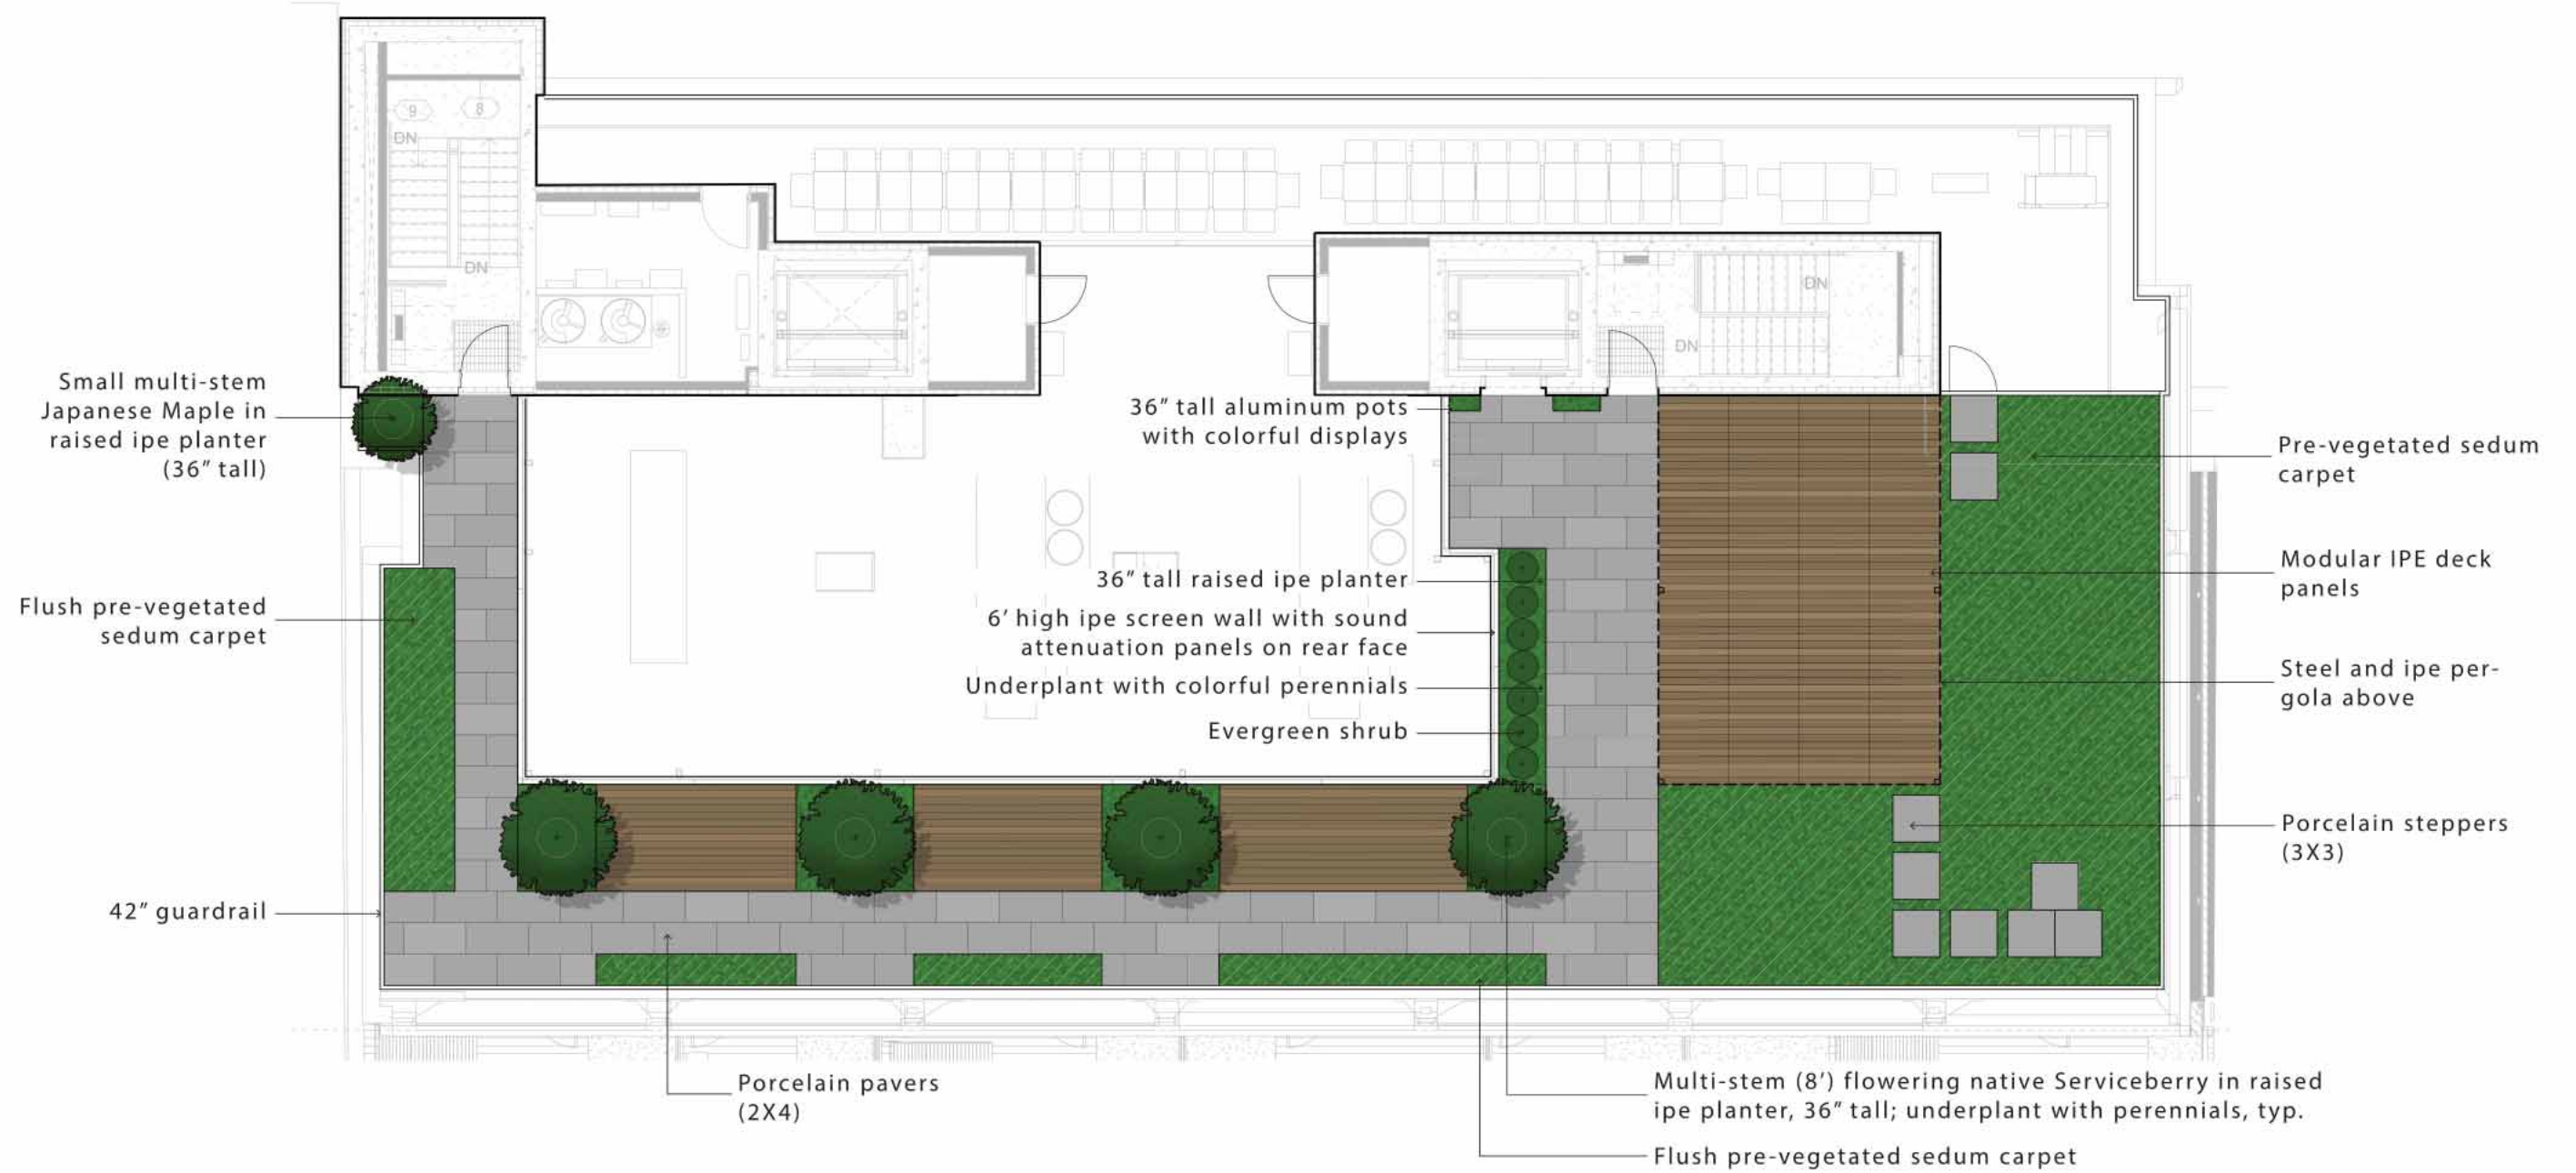 9
8
DN
DN
DN
DN
Small multi-stem
Japanese Maple in
raised ipe planter
(36" tall)
Flush pre-vegetated
sedum carpet
42" guardrail
36" tall aluminum pots
with colorful displays
36" tall raised ipe planter
6' high ipe screen wall with sound
attenuation panels on rear face
Underplant with colorful perennials
Evergreen shrub
Pre-vegetated sedum
carpet
Modular IPE deck
panels
Steel and ipe per-
gola above
Porcelain steppers
(3X3)
Porcelain pavers
(2X4)
Multi-stem (8') flowering native Serviceberry in raised
ipe planter, 36" tall; underplant with perennials, typ.
Flush pre-vegetated sedum carpet